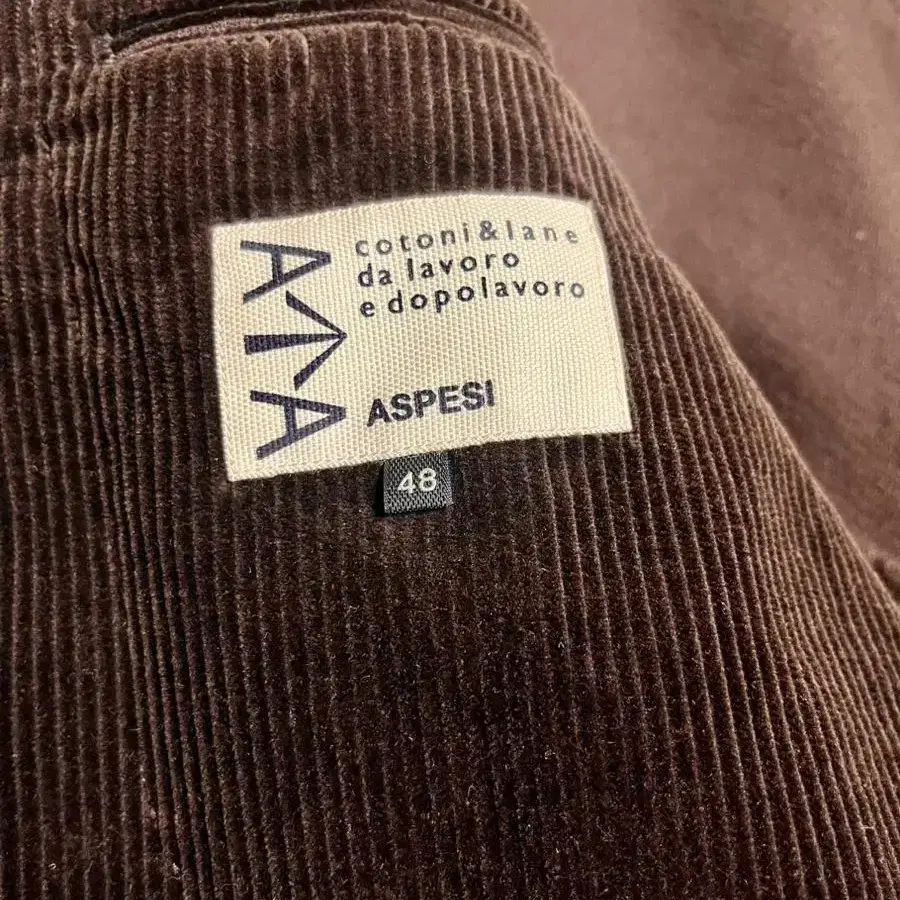 cotoni&lane
da lavoro
e dopolavoro
ASPESI
48